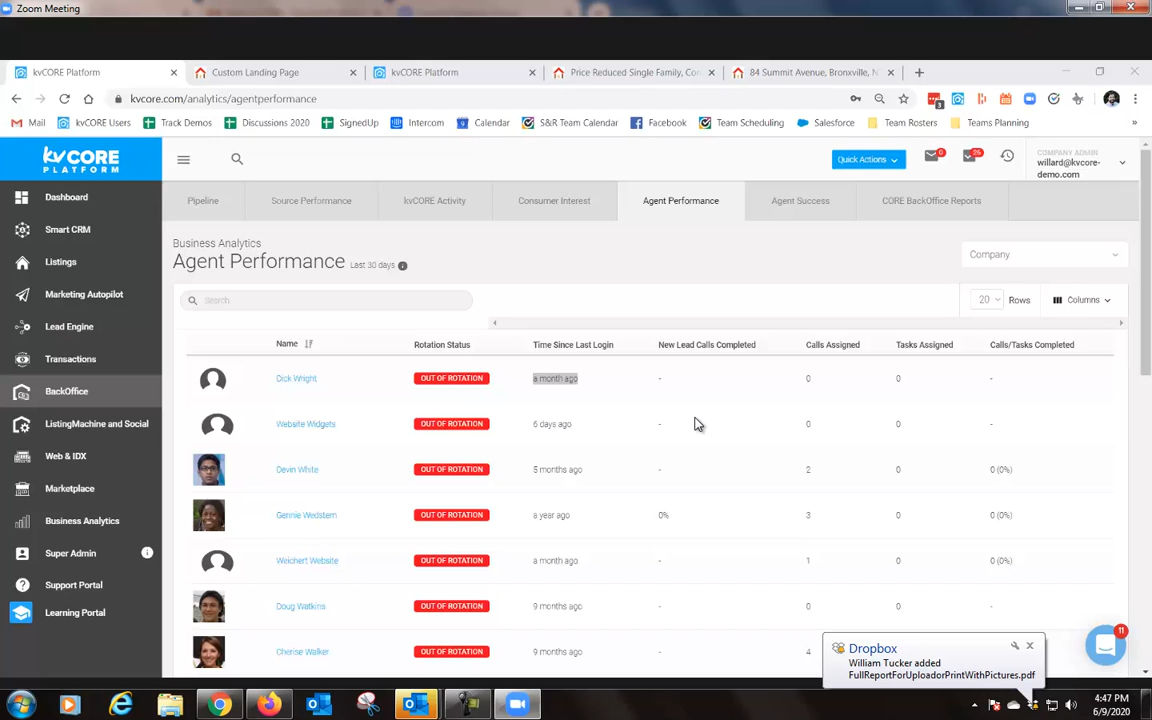 Zoom Meeting
kvCORE Platform
Custom Landing Page
kvCORE Platform
Price Reduced Single Family, Co
84 Summit Avenue, Bronxville, N
kvcore.com/analytics/agentperformance
3
Mail
kvCORE Users
Track Demos
Discussions 2020
SignedUp
Intercom
Calendar
S&R Team Calendar
Facebook
Team Scheduling
Salesforce
Team Rosters
Teams Planning
kvCORE
PLATFORM
Quick Actions
0
26
COMPANY ADMIN
willard@kvcore-
demo.com
Dashboard
Smart CRM
Listings
Marketing Autopilot
Lead Engine
Transactions
BackOffice
ListingMachine and Social
Web & IDX
Marketplace
Business Analytics
Super Admin
Support Portal
Learning Portal
Pipeline
Source Performance
kvCORE Activity
Consumer Interest
Agent Performance
Agent Success
CORE BackOffice Reports
Business Analytics
Agent Performance Last 30 days
Company
Search
20 Rows
Columns
Name Rotation Status Time Since Last Login New Lead Calls Completed Calls Assigned Tasks Assigned Calls/Tasks Completed
Dick Wright OUT OF ROTATION a month ago - 0 0 -
Website Widgets OUT OF ROTATION 6 days ago - 0 0 -
Devin White OUT OF ROTATION 5 months ago - 2 0 0 (0%)
Gennie Wedstern OUT OF ROTATION a year ago 0% 3 0 0 (0%)
Weichert Website OUT OF ROTATION a month ago - 1 0 0 (0%)
Doug Watkins OUT OF ROTATION 9 months ago - 0 0 -
Cherise Walker OUT OF ROTATION 9 months ago - 4
11
Dropbox
William Tucker added
FullReportForUploadorPrintWithPictures.pdf
4:47 PM
6/9/2020